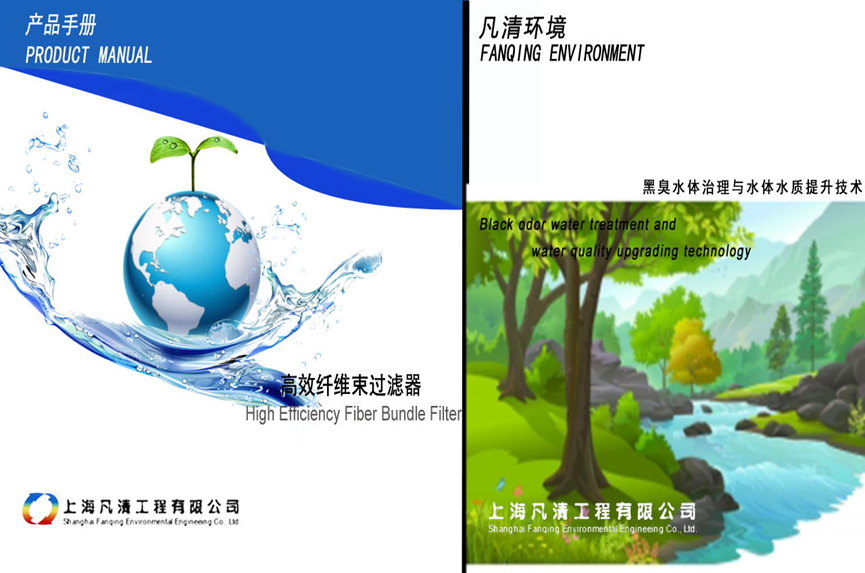 产品手册
PRODUCT MANUAL
高效纤维束过滤器
High Efficiency Fiber Bundle Filter
上海凡清工程有限公司
Shanghai Fanqing Environmental Engineeing Co., Ltd
凡清环境
FANQING ENVIRONMENT
黑臭水体治理与水体水质提升技术
Black odor water treatment and
water quality upgrading technology
上海凡清工程有限公司
Shanghai Fanqing Environmental Engineeing Co., Ltd.